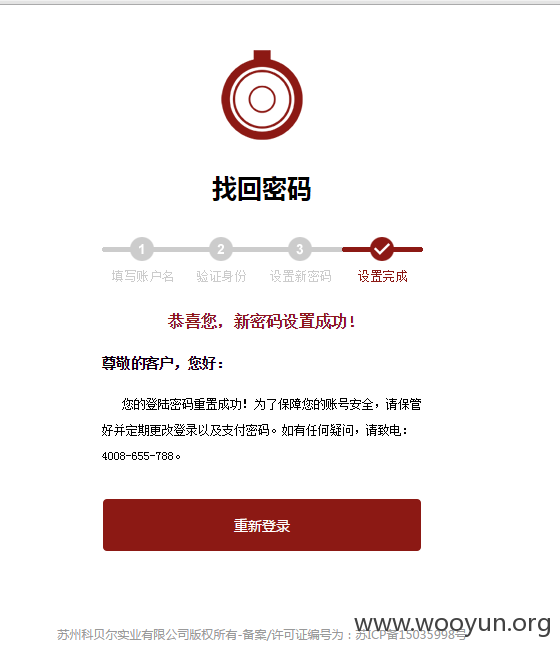 找回密码
1 2 3
填写账户名 验证身份 设置新密码 设置完成
恭喜您，新密码设置成功！
尊敬的客户，您好：
您的登陆密码重置成功！为了保障您的账号安全，请保管
好并定期更改登录以及支付密码。如有任何疑问，请致电：
4008-655-788。
重新登录
www.wooyun.org
苏州科贝尔实业有限公司版权所有-备案/许可证编号为：苏ICP备15035998号